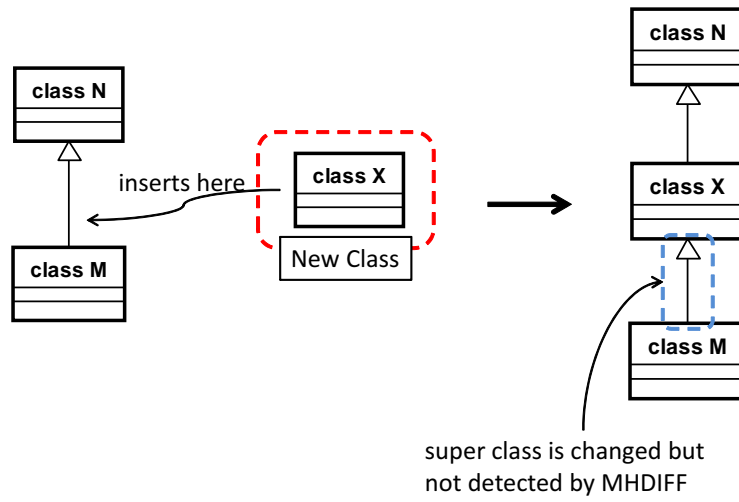 class N
inserts here
class M
class X
New Class
class N
class X
class M
super class is changed but
not detected by MHDIFF